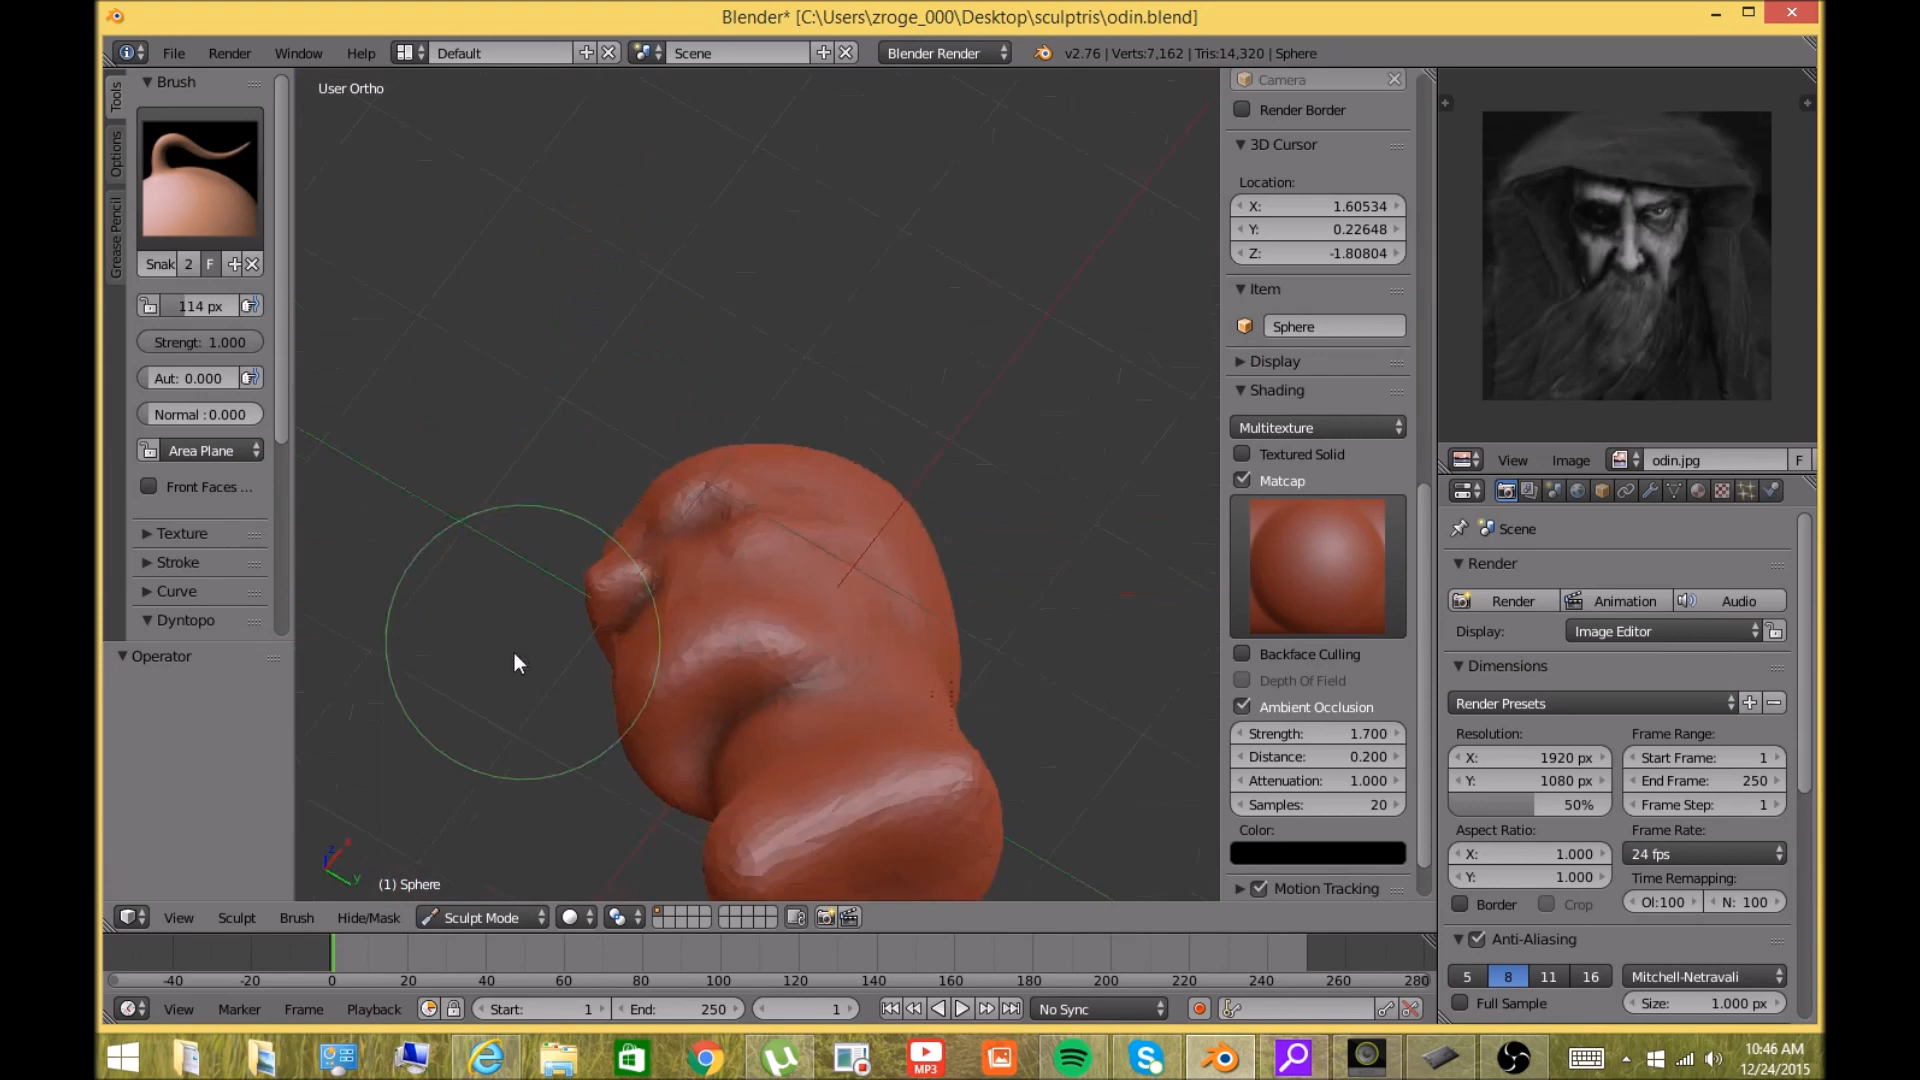 Blender* [C:\Users\zroge_000\Desktop\sculptris\odin.blend]
File Render Window Help Default Scene Blender Render v2.76 | Verts:7,162 | Tris:14,320 | Sphere
Tools
Options
Grease Pencil
Brush
Snak 2 F
114 px
Strengt: 1.000
Aut: 0.000
Normal : 0.000
Area Plane
Front Faces ...
Texture
Stroke
Curve
Dyntopo
Operator
User Ortho
(1) Sphere
Camera
Render Border
3D Cursor
Location:
X: 1.60534
Y: 0.22648
Z: -1.80804
Item
Sphere
Display
Shading
Multitexture
Textured Solid
Matcap
Backface Culling
Depth Of Field
Ambient Occlusion
Strength: 1.700
Distance: 0.200
Attenuation: 1.000
Samples: 20
Color:
Motion Tracking
View Image odin.jpg F
Scene
Render
Render Animation Audio
Display: Image Editor
Dimensions
Render Presets
Resolution: Frame Range:
X: 1920 px Start Frame: 1
Y: 1080 px End Frame: 250
50% Frame Step: 1
Aspect Ratio: Frame Rate:
X: 1.000 24 fps
Y: 1.000 Time Remapping:
Border Crop Ol:100 N: 100
Anti-Aliasing
5 8 11 16 Mitchell-Netravali
Full Sample Size: 1.000 px
View Sculpt Brush Hide/Mask Sculpt Mode
-40 -20 0 20 40 60 80 100 120 140 160 180 200 220 240 260 280
View Marker Frame Playback Start: 1 End: 250 1 No Sync
MP3
10:46 AM
12/24/2015